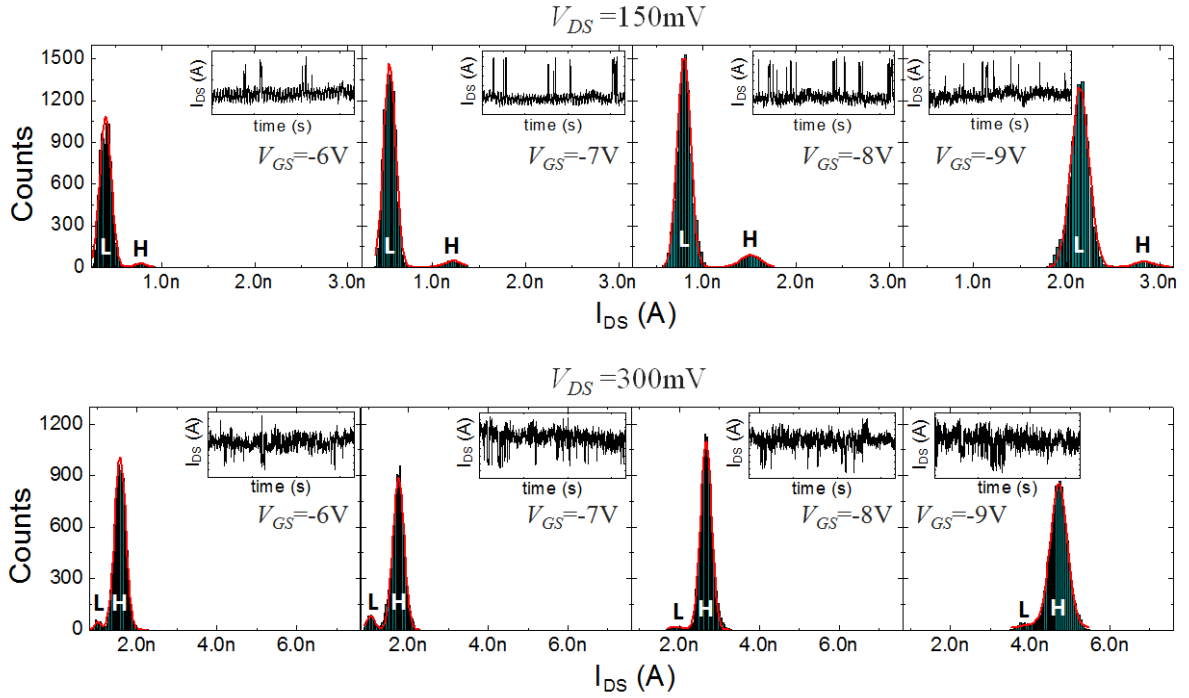 V_DS =150mV
Counts
1500
1200
900
600
300
0
I_DS (A)
time (s)
V_GS=-6V
L
H
1.0n 2.0n 3.0n
I_DS (A)
time (s)
V_GS=-7V
L
H
1.0n 2.0n 3.0n
I_DS (A)
time (s)
V_GS=-8V
L
H
1.0n 2.0n 3.0n
I_DS (A)
time (s)
V_GS=-9V
L
H
1.0n 2.0n 3.0n
I_DS (A)
V_DS =300mV
Counts
1200
900
600
300
0
I_DS (A)
time (s)
V_GS=-6V
L
H
2.0n 4.0n 6.0n
I_DS (A)
time (s)
V_GS=-7V
L
H
2.0n 4.0n 6.0n
I_DS (A)
time (s)
V_GS=-8V
L
H
2.0n 4.0n 6.0n
I_DS (A)
time (s)
V_GS=-9V
L
H
2.0n 4.0n 6.0n
I_DS (A)